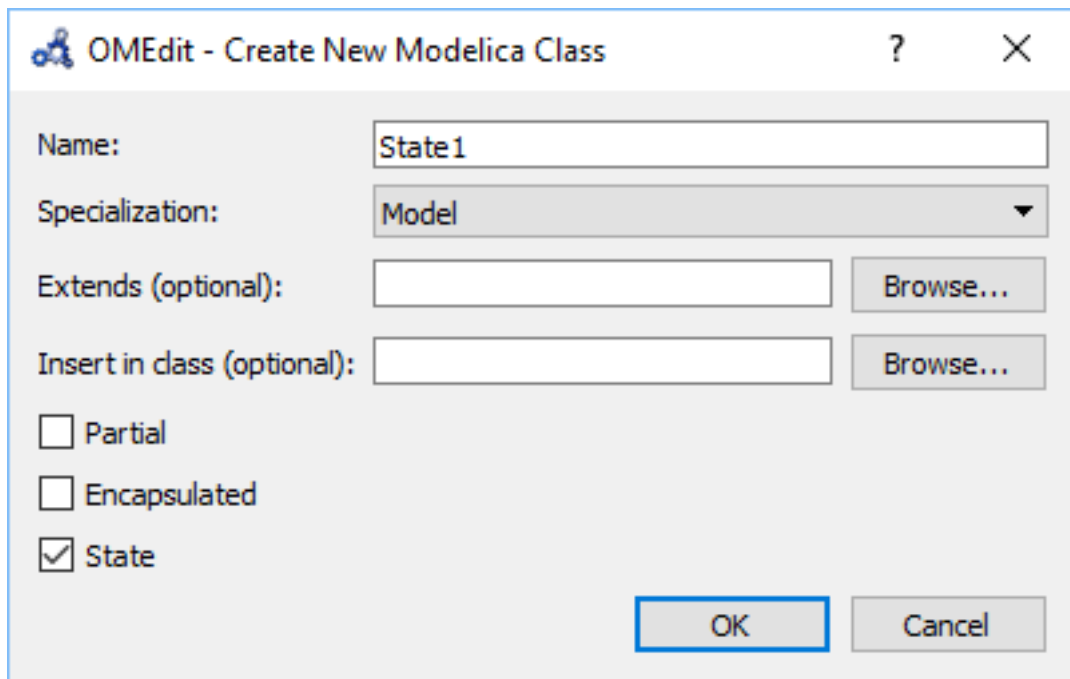 OMEdit - Create New Modelica Class ?
Name: State1
Specialization: Model
Extends (optional): Browse...
Insert in class (optional): Browse...
Partial
Encapsulated
State
OK Cancel